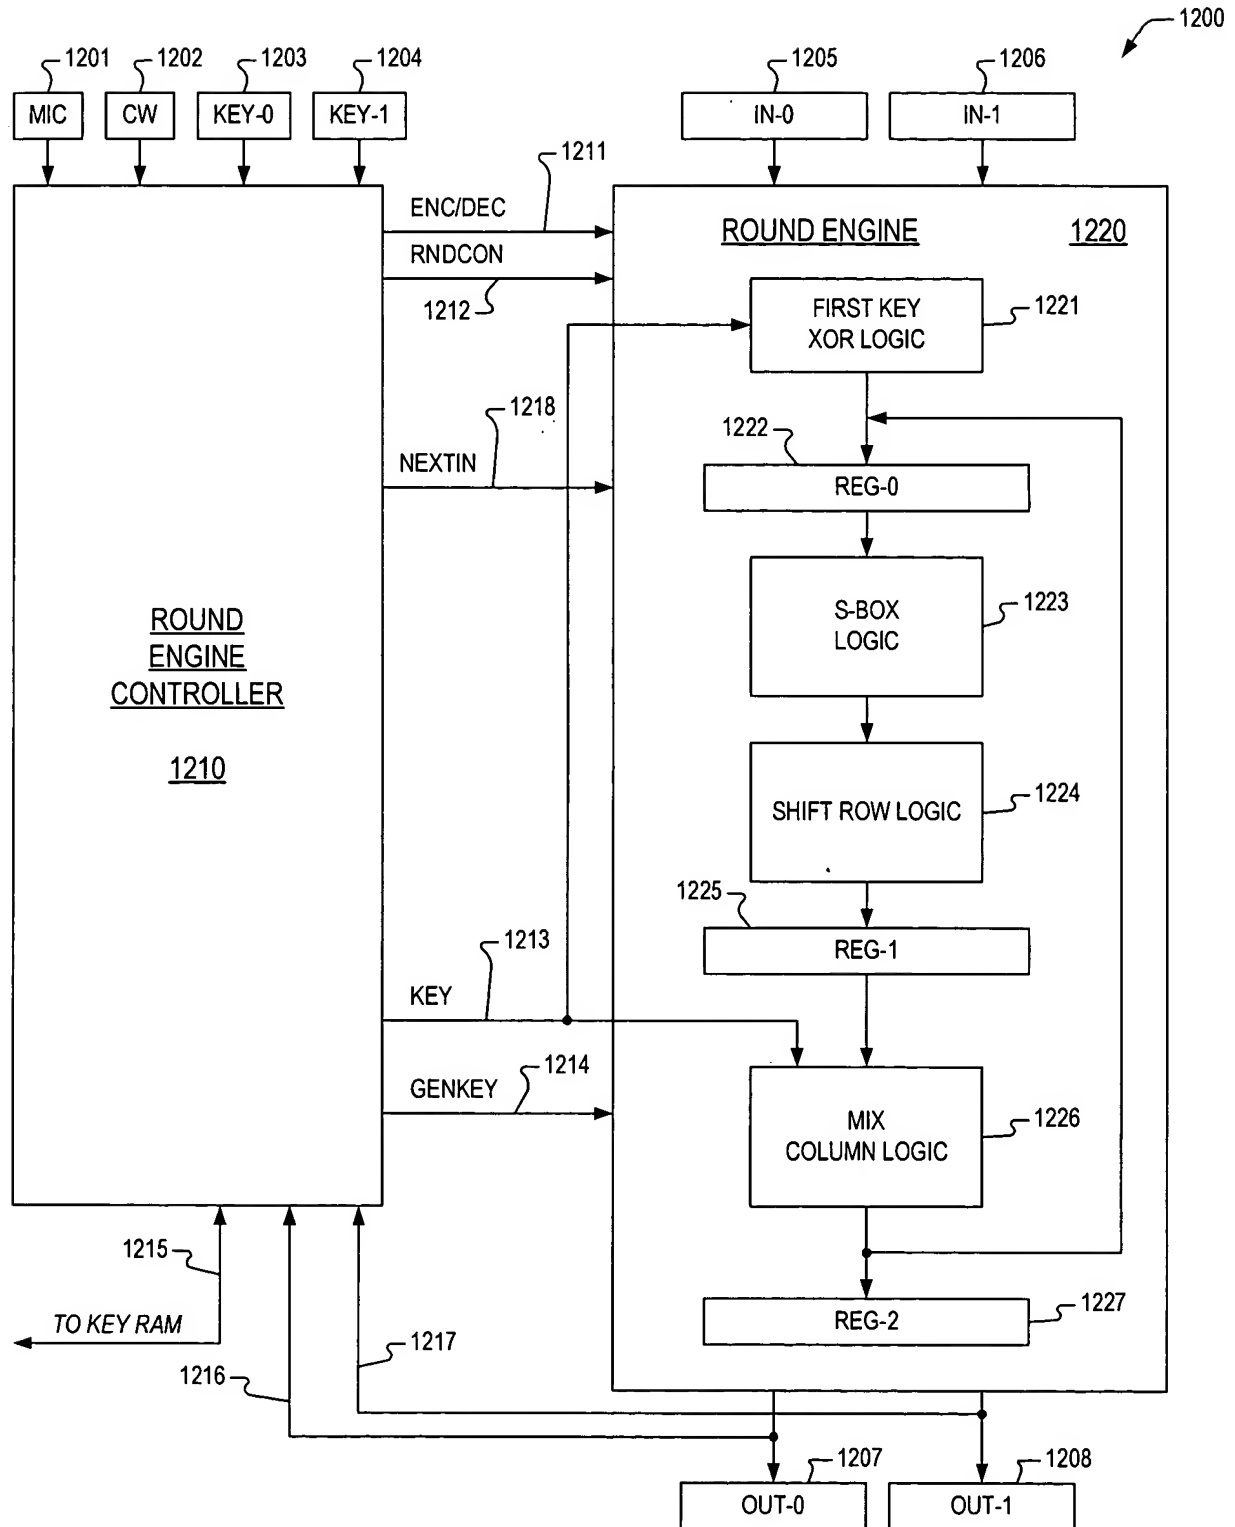 1200
1201
1202
1203
1204
1205
1206
MIC
CW
KEY-0
KEY-1
IN-0
IN-1
1211
ENC/DEC
ROUND ENGINE
1220
RNDCON
1212
FIRST KEY
XOR LOGIC
1221
1218
1222
NEXTIN
REG-0
S-BOX
LOGIC
1223
ROUND
ENGINE
CONTROLLER
1210
SHIFT ROW LOGIC
1224
1225
REG-1
1213
KEY
1214
GENKEY
MIX
COLUMN LOGIC
1226
1215
TO KEY RAM
REG-2
1227
1217
1216
1207
1208
OUT-0
OUT-1